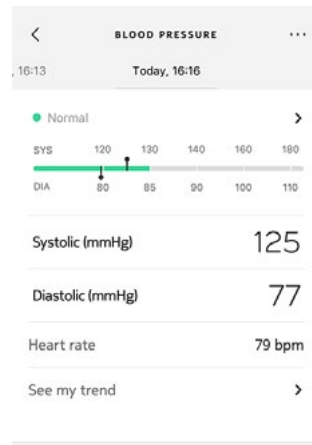 BLOOD PRESSURE
, 16:13 Today, 16:16
Normal
SYS 120 130 140 160 180
DIA 80 85 90 100 110
Systolic (mmHg) 125
Diastolic (mmHg) 77
Heart rate 79 bpm
See my trend